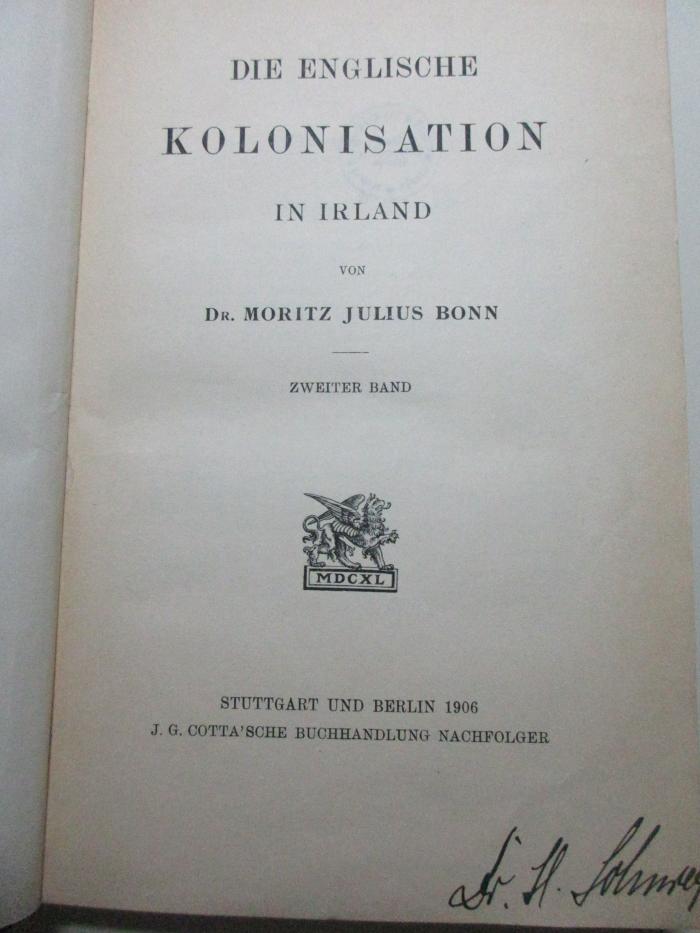 DIE ENGLISCHE
KOLONISATION
IN IRLAND
VON
DR. MORITZ JULIUS BONN
ZWEITER BAND
MDCXL
STUTTGART UND BERLIN 1906
J. G. COTTA'SCHE BUCHHANDLUNG NACHFOLGER
Dr. H.